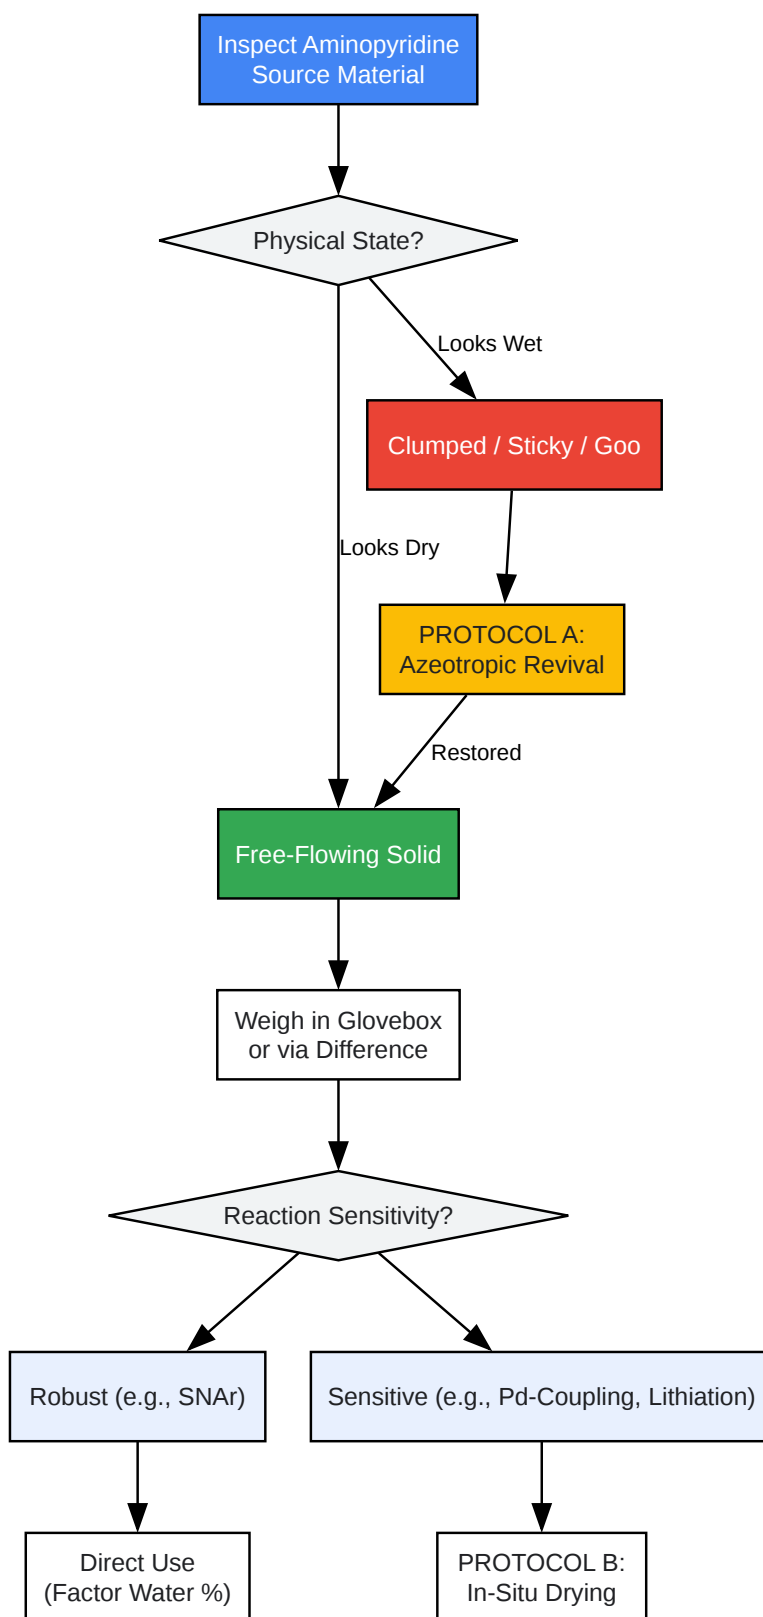 Inspect Aminopyridine
Source Material
Physical State?
Looks Wet
Clumped / Sticky / Goo
Looks Dry
PROTOCOL A:
Azeotropic Revival
Restored
Free-Flowing Solid
Weigh in Glovebox
or via Difference
Reaction Sensitivity?
Robust (e.g., SNAr)
Sensitive (e.g., Pd-Coupling, Lithiation)
Direct Use
(Factor Water %)
PROTOCOL B:
In-Situ Drying